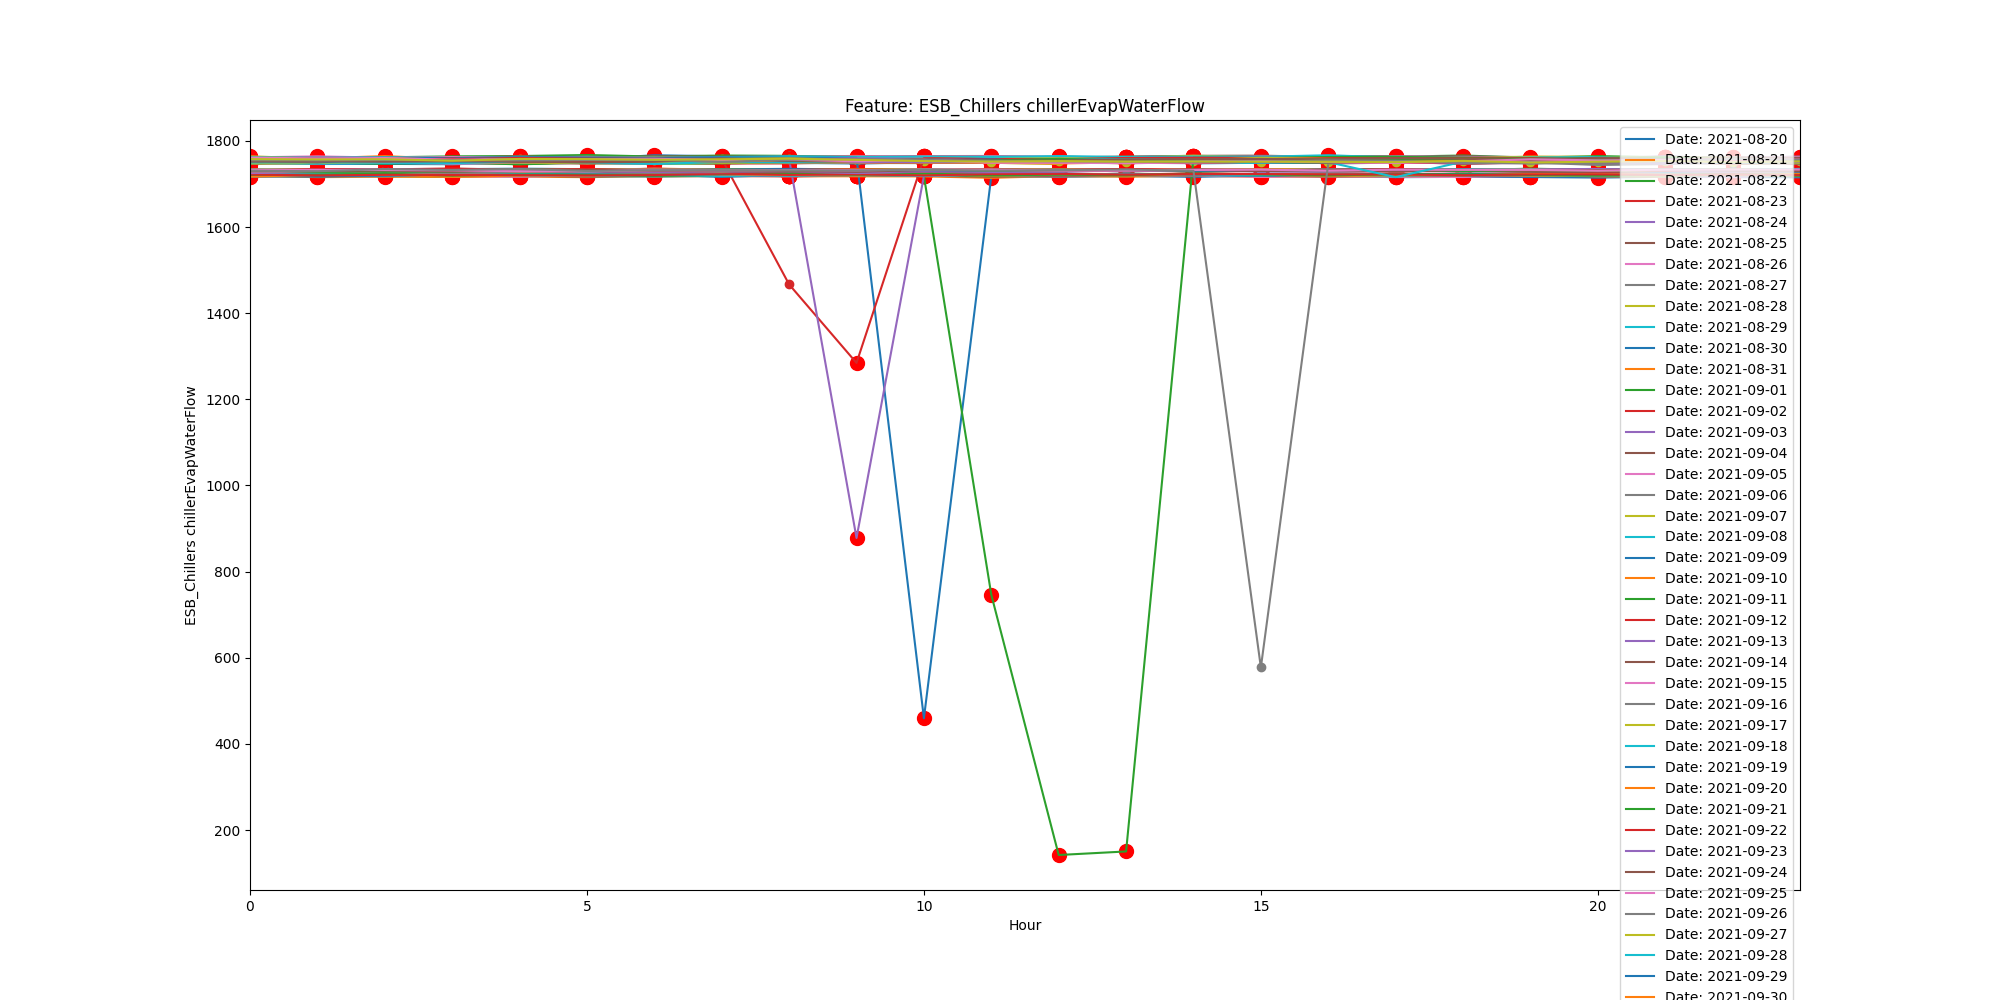 Feature: ESB_Chillers chillerEvapWaterFlow
1800
1600
1400
1200
1000
800
600
400
200
ESB_Chillers chillerEvapWaterFlow
0
5
10
15
20
Hour
Date: 2021-08-20
Date: 2021-08-21
Date: 2021-08-22
Date: 2021-08-23
Date: 2021-08-24
Date: 2021-08-25
Date: 2021-08-26
Date: 2021-08-27
Date: 2021-08-28
Date: 2021-08-29
Date: 2021-08-30
Date: 2021-08-31
Date: 2021-09-01
Date: 2021-09-02
Date: 2021-09-03
Date: 2021-09-04
Date: 2021-09-05
Date: 2021-09-06
Date: 2021-09-07
Date: 2021-09-08
Date: 2021-09-09
Date: 2021-09-10
Date: 2021-09-11
Date: 2021-09-12
Date: 2021-09-13
Date: 2021-09-14
Date: 2021-09-15
Date: 2021-09-16
Date: 2021-09-17
Date: 2021-09-18
Date: 2021-09-19
Date: 2021-09-20
Date: 2021-09-21
Date: 2021-09-22
Date: 2021-09-23
Date: 2021-09-24
Date: 2021-09-25
Date: 2021-09-26
Date: 2021-09-27
Date: 2021-09-28
Date: 2021-09-29
Date: 2021-09-30